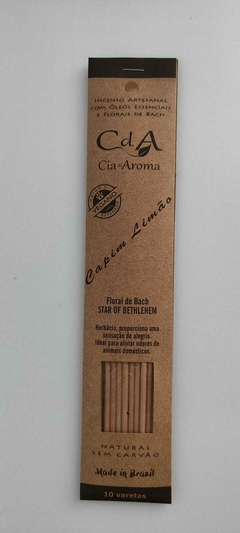 INCENSO ARTESANAL
COM ÓLEOS ESSENCIAIS
E FLORAIS DE BACH
CdA
Cia do Aroma
VEGANO
Capim Limão
Floral de Bach
STAR OF BETHLEHEM
Herbácio, proporciona uma
sensação de alegria.
Ideal para aliviar odores de
animais domésticos.
NATURAL
SEM CARVÃO
Made in Brazil
10 varetas